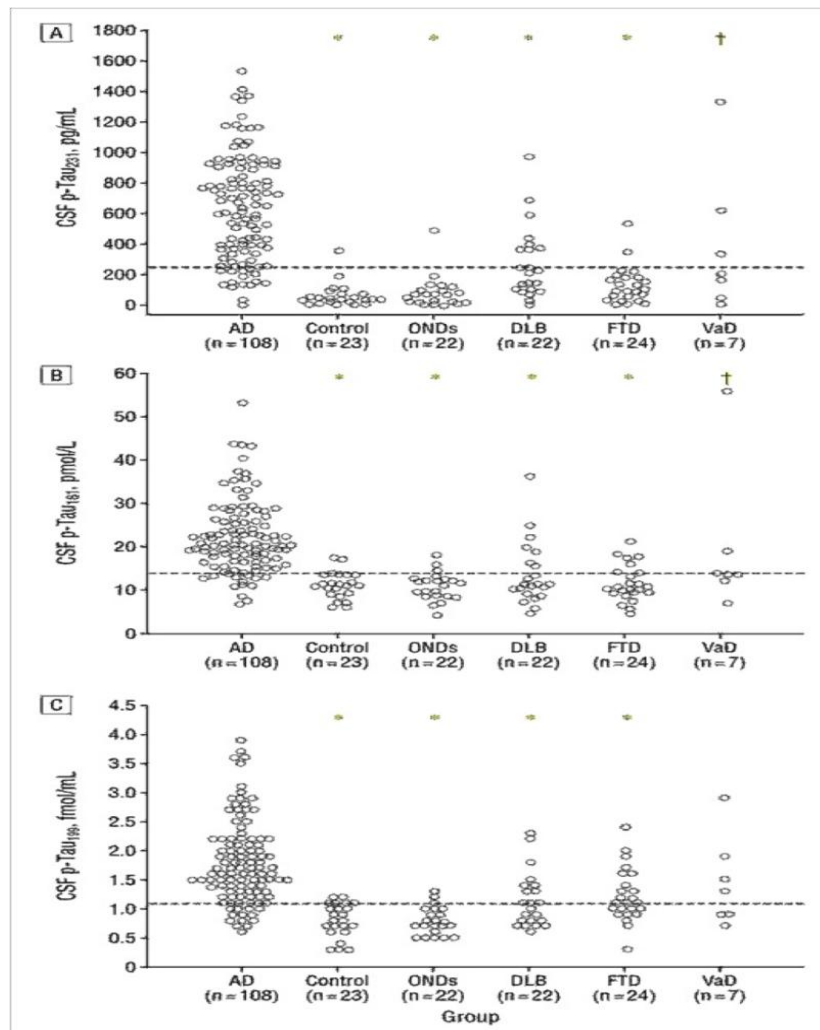 A
CSF p-Tau231, pg/mL
1800
1600
1400
1200
1000
800
600
400
200
0
* * * * †
AD Control ONDs DLB FTD VaD
(n=108) (n=23) (n=22) (n=22) (n=24) (n=7)
B
CSF p-Tau181, pmol/L
60
50
40
30
20
10
0
* * * * †
AD Control ONDs DLB FTD VaD
(n=108) (n=23) (n=22) (n=22) (n=24) (n=7)
C
CSF p-Tau199, fmol/mL
4.5
4.0
3.5
3.0
2.5
2.0
1.5
1.0
0.5
0
* * * *
AD Control ONDs DLB FTD VaD
(n=108) (n=23) (n=22) (n=22) (n=24) (n=7)
Group